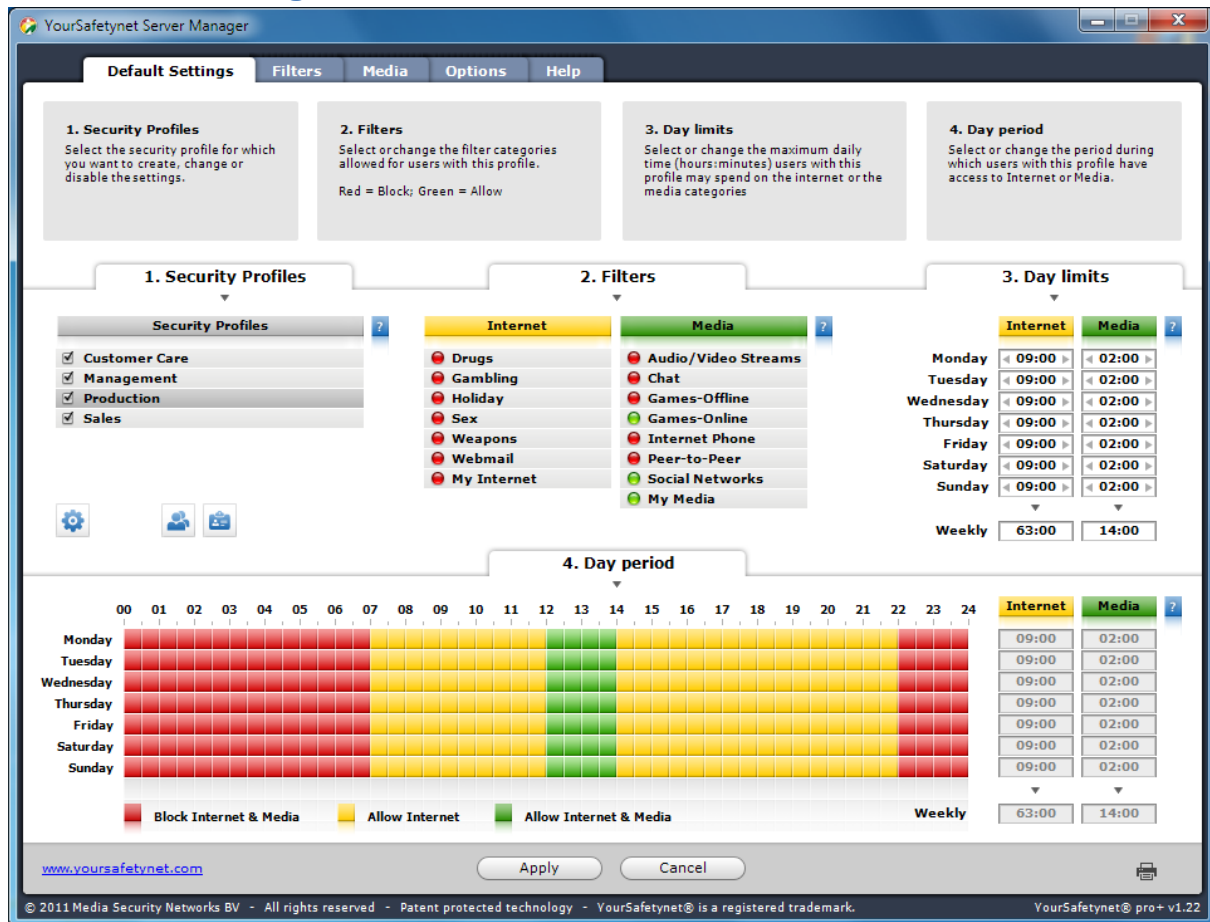 YourSafetynet Server Manager
Default Settings Filters Media Options Help
1. Security Profiles
Select the security profile for which
you want to create, change or
disable the settings.
2. Filters
Select or change the filter categories
allowed for users with this profile.
Red = Block; Green = Allow
3. Day limits
Select or change the maximum daily
time (hours:minutes) users with this
profile may spend on the internet or the
media categories
4. Day period
Select or change the period during
which users with this profile have
access to Internet or Media.
1. Security Profiles
Security Profiles ?
Customer Care
Management
Production
Sales
2. Filters
Internet Media ?
Drugs Audio/Video Streams
Gambling Chat
Holiday Games-Offline
Sex Games-Online
Weapons Internet Phone
Webmail Peer-to-Peer
My Internet Social Networks
My Media
3. Day limits
Internet Media ?
Monday 09:00 02:00
Tuesday 09:00 02:00
Wednesday 09:00 02:00
Thursday 09:00 02:00
Friday 09:00 02:00
Saturday 09:00 02:00
Sunday 09:00 02:00
Weekly 63:00 14:00
4. Day period
00 01 02 03 04 05 06 07 08 09 10 11 12 13 14 15 16 17 18 19 20 21 22 23 24 Internet Media ?
Monday 09:00 02:00
Tuesday 09:00 02:00
Wednesday 09:00 02:00
Thursday 09:00 02:00
Friday 09:00 02:00
Saturday 09:00 02:00
Sunday 09:00 02:00
Block Internet & Media Allow Internet Allow Internet & Media Weekly 63:00 14:00
www.yoursafetynet.com Apply Cancel
© 2011 Media Security Networks BV - All rights reserved - Patent protected technology - YourSafetynet® is a registered trademark. YourSafetynet® pro+ v1.22